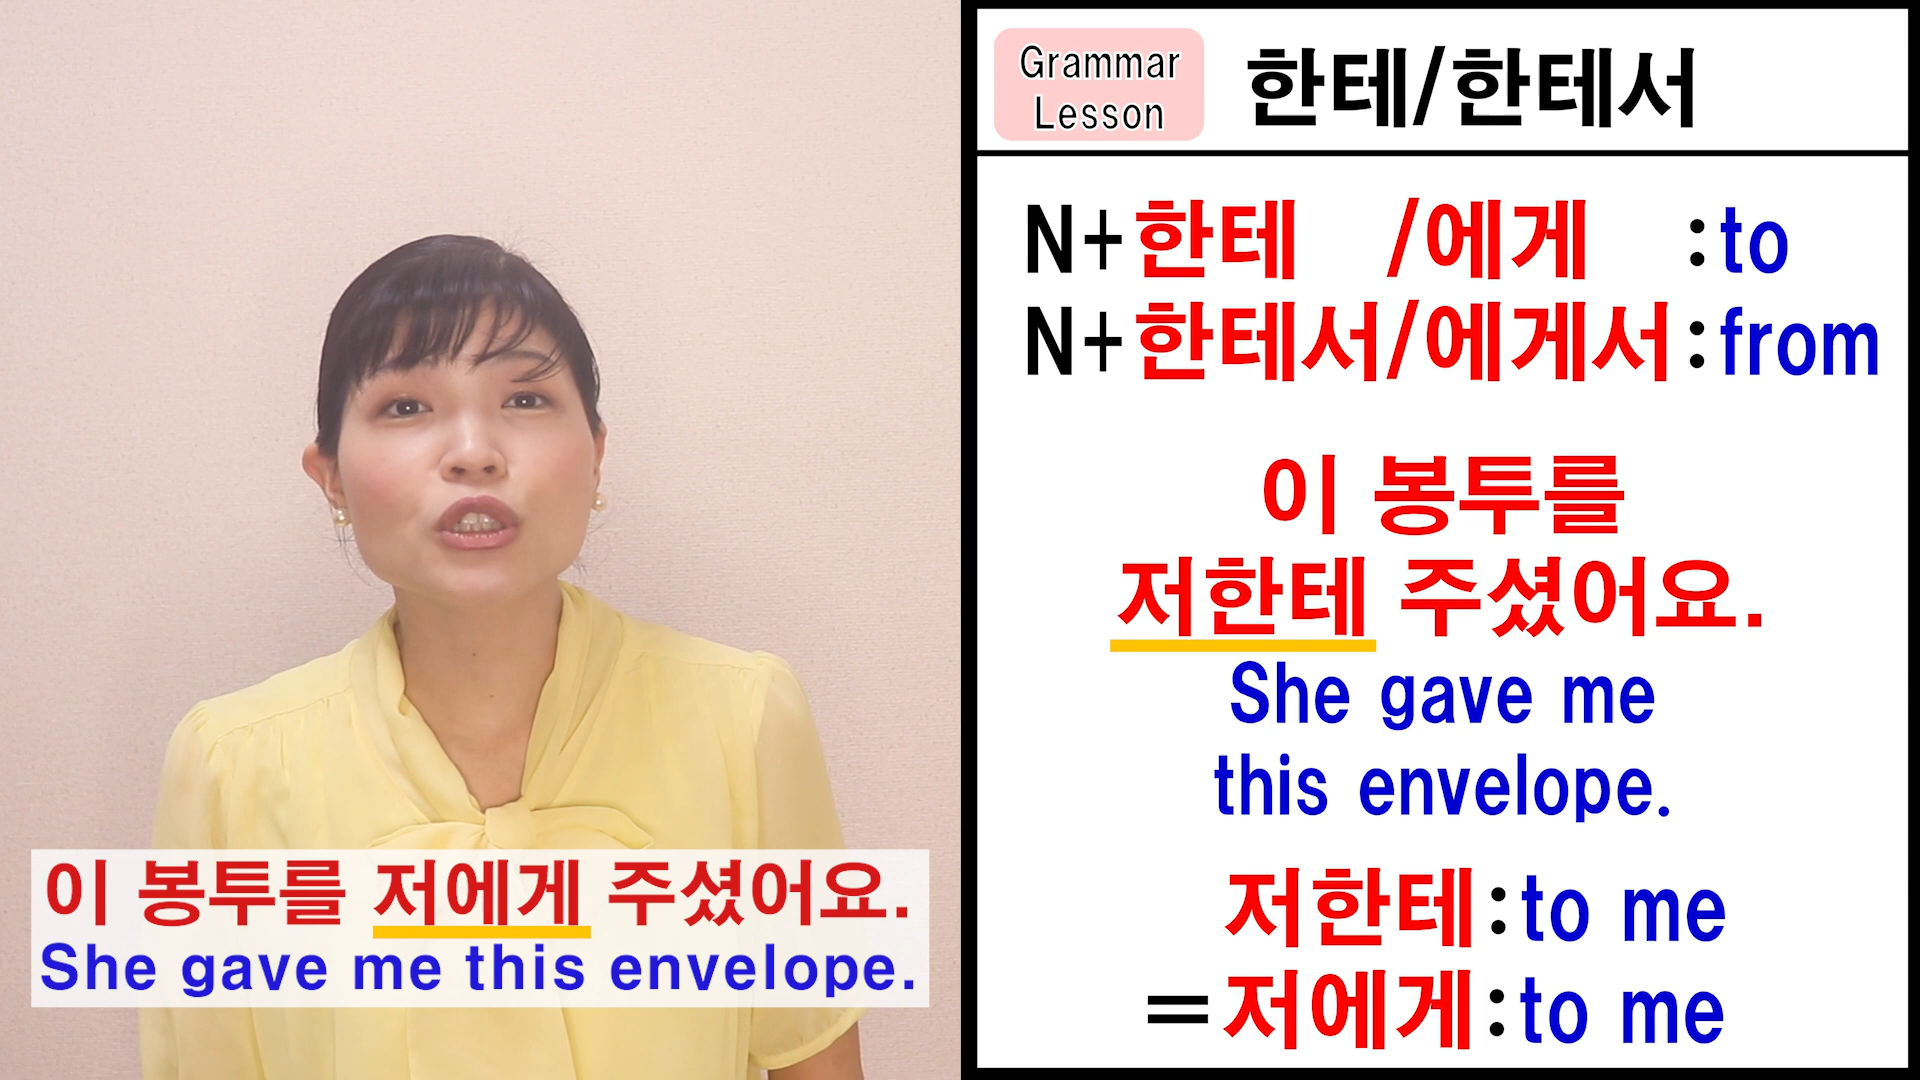 Grammar
Lesson
한테/한테서
N+한테 /에게 :to
N+한테서/에게서:from
이 봉투를
저한테 주셨어요.
She gave me
this envelope.
저한테:to me
=저에게:to me
이 봉투를 저에게 주셨어요.
She gave me this envelope.